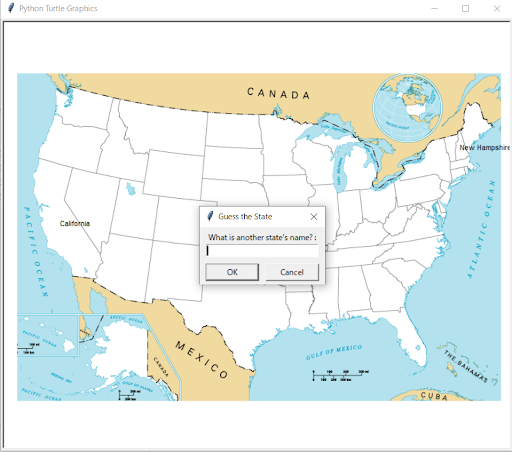 Python Turtle Graphics
CANADA
New Hampshire
California
Guess the State
What is another state's name? :
OK
Cancel
PACIFIC OCEAN
ATLANTIC OCEAN
MEXICO
GULF OF MEXICO
THE BAHAMAS
CUBA
CANADA